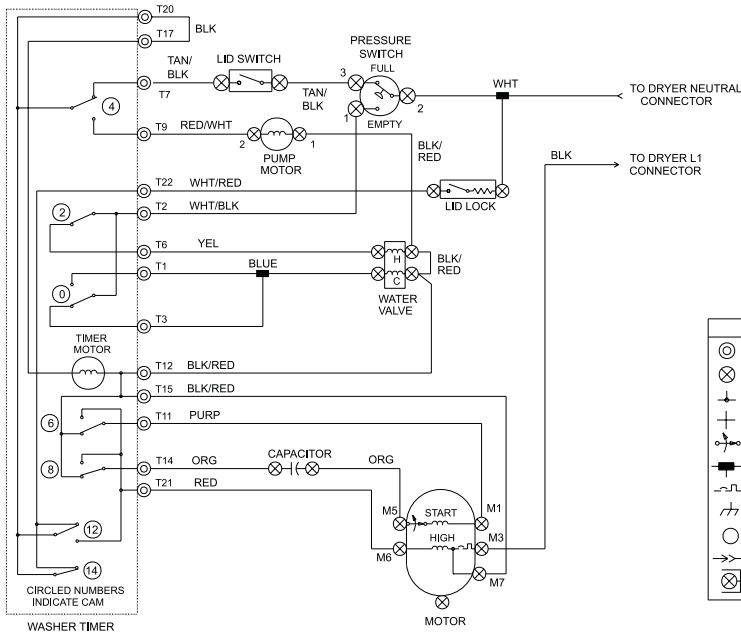 T20
BLK
T17
TAN/
BLK
LID SWITCH
PRESSURE
SWITCH
FULL
3
T7
TAN/
BLK
2
1
EMPTY
WHT
TO DRYER NEUTRAL
CONNECTOR
4
T9
RED/WHT
2
1
PUMP
MOTOR
BLK/
RED
BLK
TO DRYER L1
CONNECTOR
T22
WHT/RED
LID LOCK
2
T2
WHT/BLK
T6
YEL
H
BLK/
RED
T1
BLUE
C
WATER
VALVE
0
T3
TIMER
MOTOR
T12
BLK/RED
T15
BLK/RED
6
T11
PURP
8
T14
ORG
CAPACITOR
ORG
T21
RED
M5
START
M1
HIGH
M3
M6
M7
12
14
MOTOR
CIRCLED NUMBERS
INDICATE CAM
WASHER TIMER